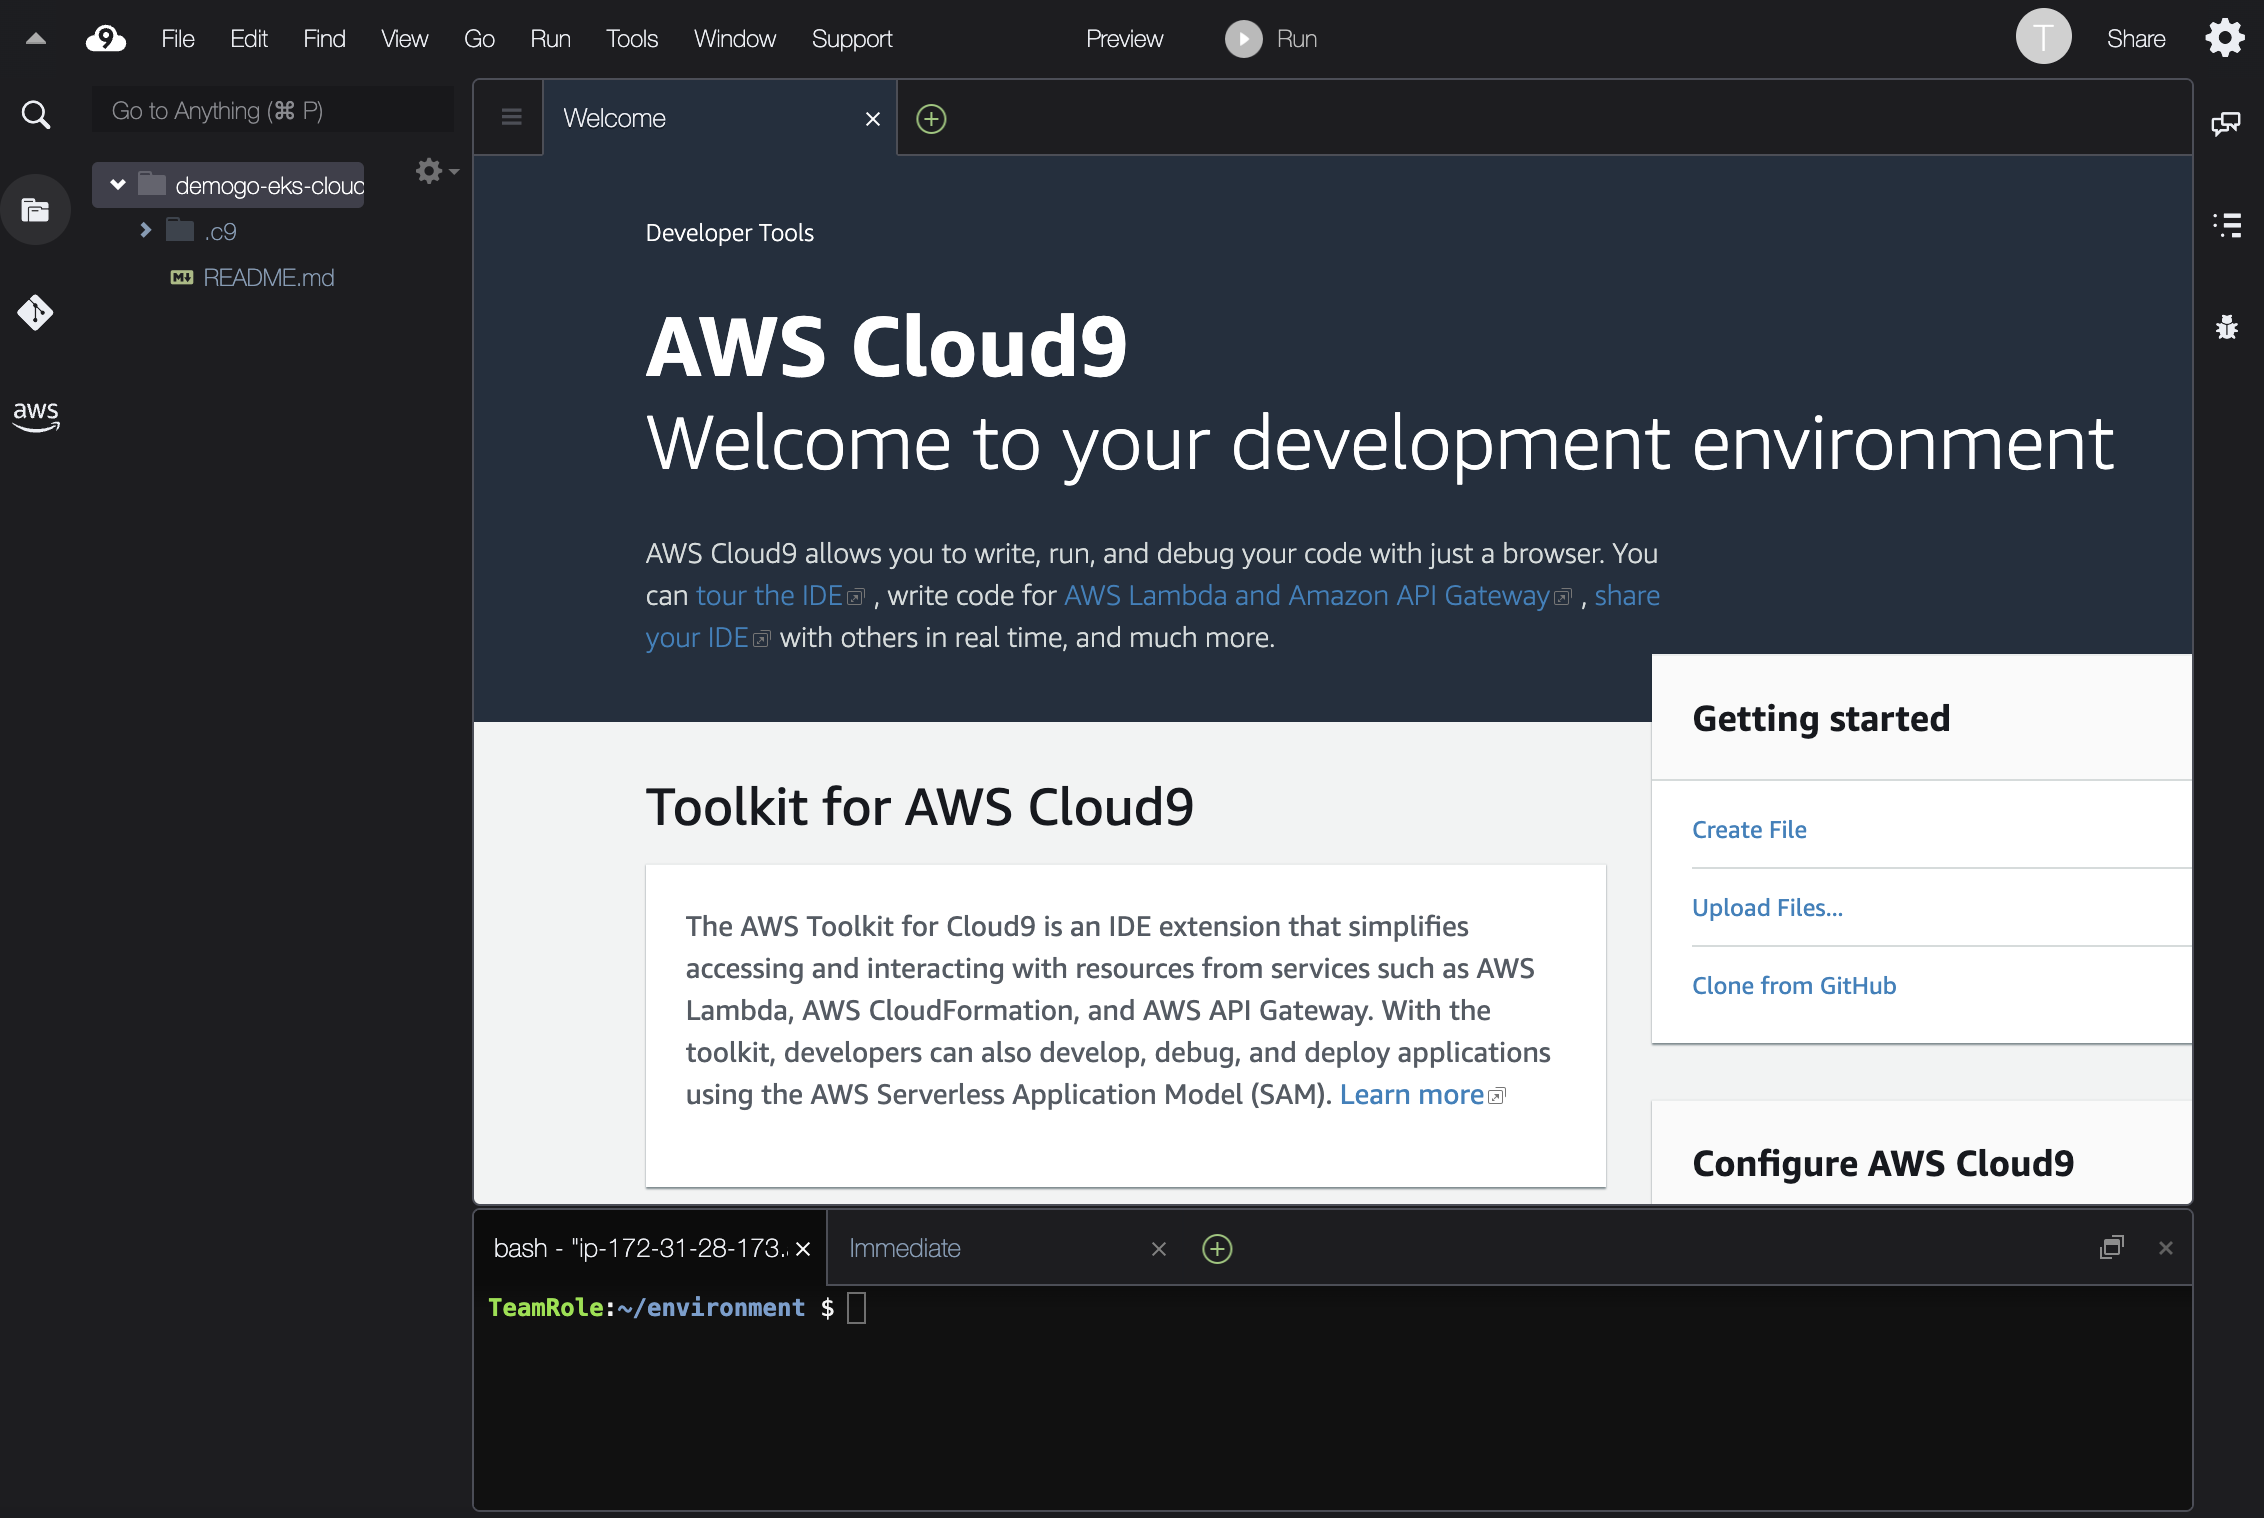 9 File Edit Find View Go Run Tools Window Support Preview Run T Share
Go to Anything (⌘ P)
demogo-eks-cloud
.c9
M↓ README.md
aws
Welcome
Developer Tools
AWS Cloud9
Welcome to your development environment
AWS Cloud9 allows you to write, run, and debug your code with just a browser. You
can tour the IDE , write code for AWS Lambda and Amazon API Gateway , share
your IDE with others in real time, and much more.
Getting started
Create File
Upload Files...
Clone from GitHub
Toolkit for AWS Cloud9
The AWS Toolkit for Cloud9 is an IDE extension that simplifies
accessing and interacting with resources from services such as AWS
Lambda, AWS CloudFormation, and AWS API Gateway. With the
toolkit, developers can also develop, debug, and deploy applications
using the AWS Serverless Application Model (SAM). Learn more
Configure AWS Cloud9
bash - "ip-172-31-28-173. Immediate
TeamRole:~/environment $